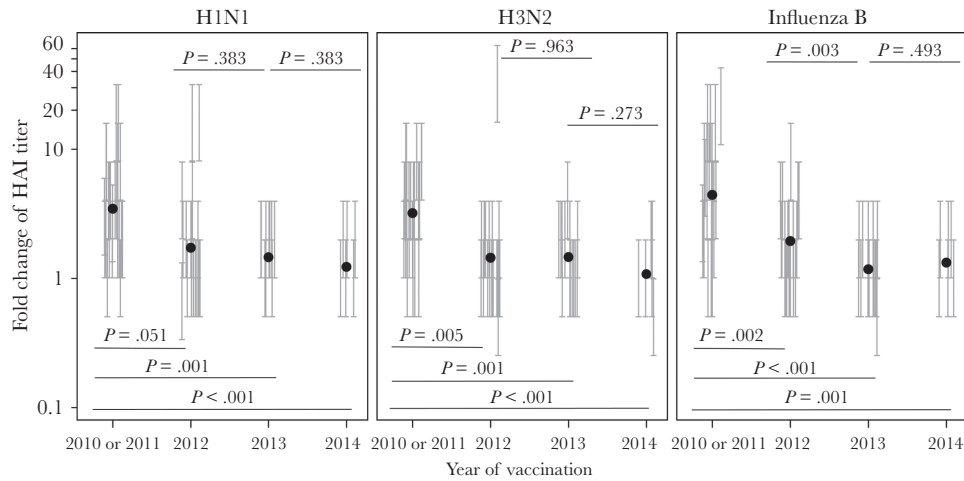 H1N1
H3N2
Influenza B
Fold change of HAI titer
60
40
20
10
1
0.1
P = .383
P = .383
P = .051
P = .001
P < .001
P = .963
P = .273
P = .005
P = .001
P < .001
P = .003
P = .493
P = .002
P < .001
P = .001
2010 or 2011 2012 2013 2014
2010 or 2011 2012 2013 2014
2010 or 2011 2012 2013 2014
Year of vaccination